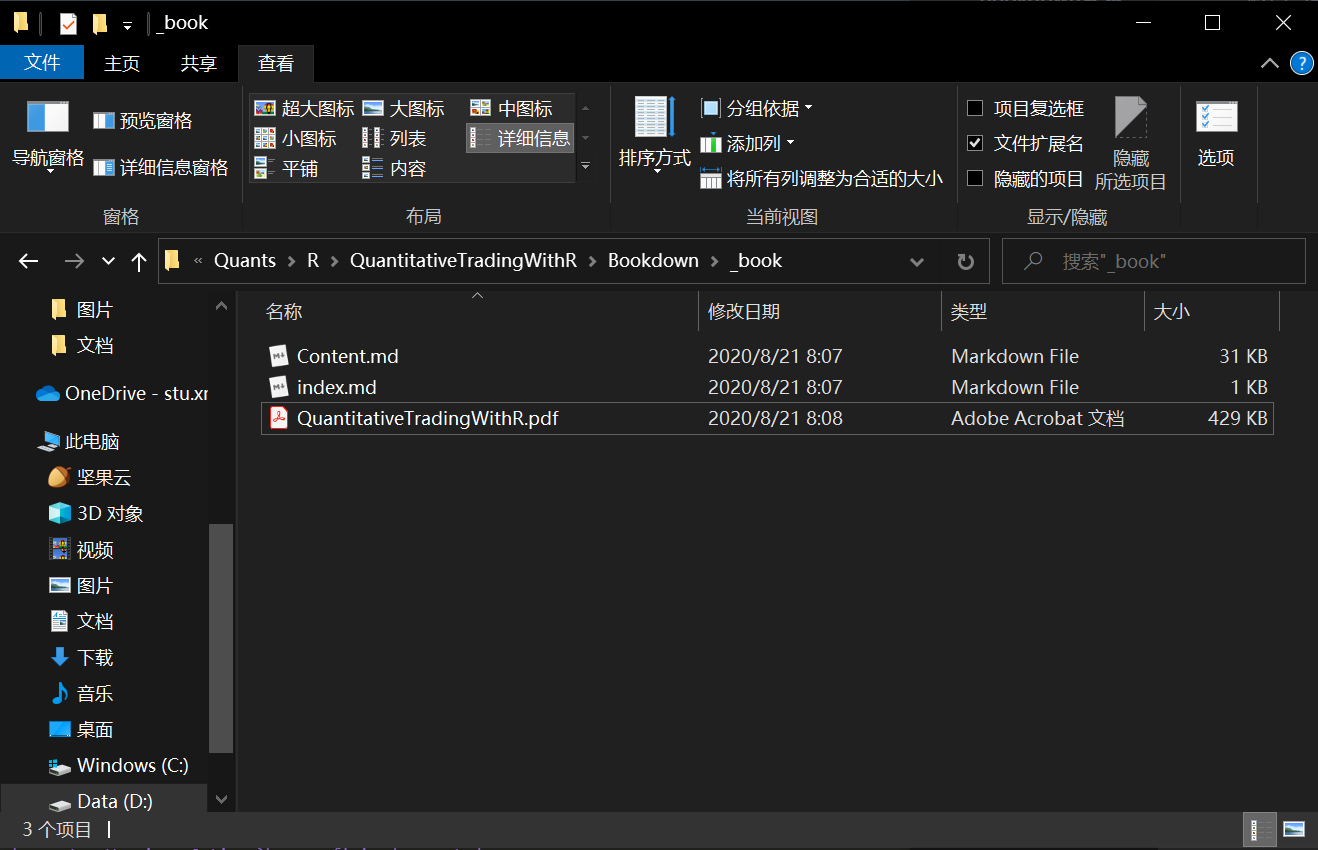 _book
文件 主页 共享 查看
?
导航窗格 预览窗格 详细信息窗格
超大图标 大图标 中图标
小图标 列表 详细信息
平铺 内容
排序方式 分组依据 添加列 将所有列调整为合适的大小
项目复选框 文件扩展名 隐藏的项目
隐藏
所选项目
选项
窗格 布局 当前视图 显示/隐藏
« Quants > R > QuantitativeTradingWithR > Bookdown > _book
搜索"_book"
图片
文档
OneDrive - stu.xr
此电脑
坚果云
3D 对象
视频
图片
文档
下载
音乐
桌面
Windows (C:)
Data (D:)
名称 修改日期 类型 大小
Content.md 2020/8/21 8:07 Markdown File 31 KB
index.md 2020/8/21 8:07 Markdown File 1 KB
QuantitativeTradingWithR.pdf 2020/8/21 8:08 Adobe Acrobat 文档 429 KB
3 个项目